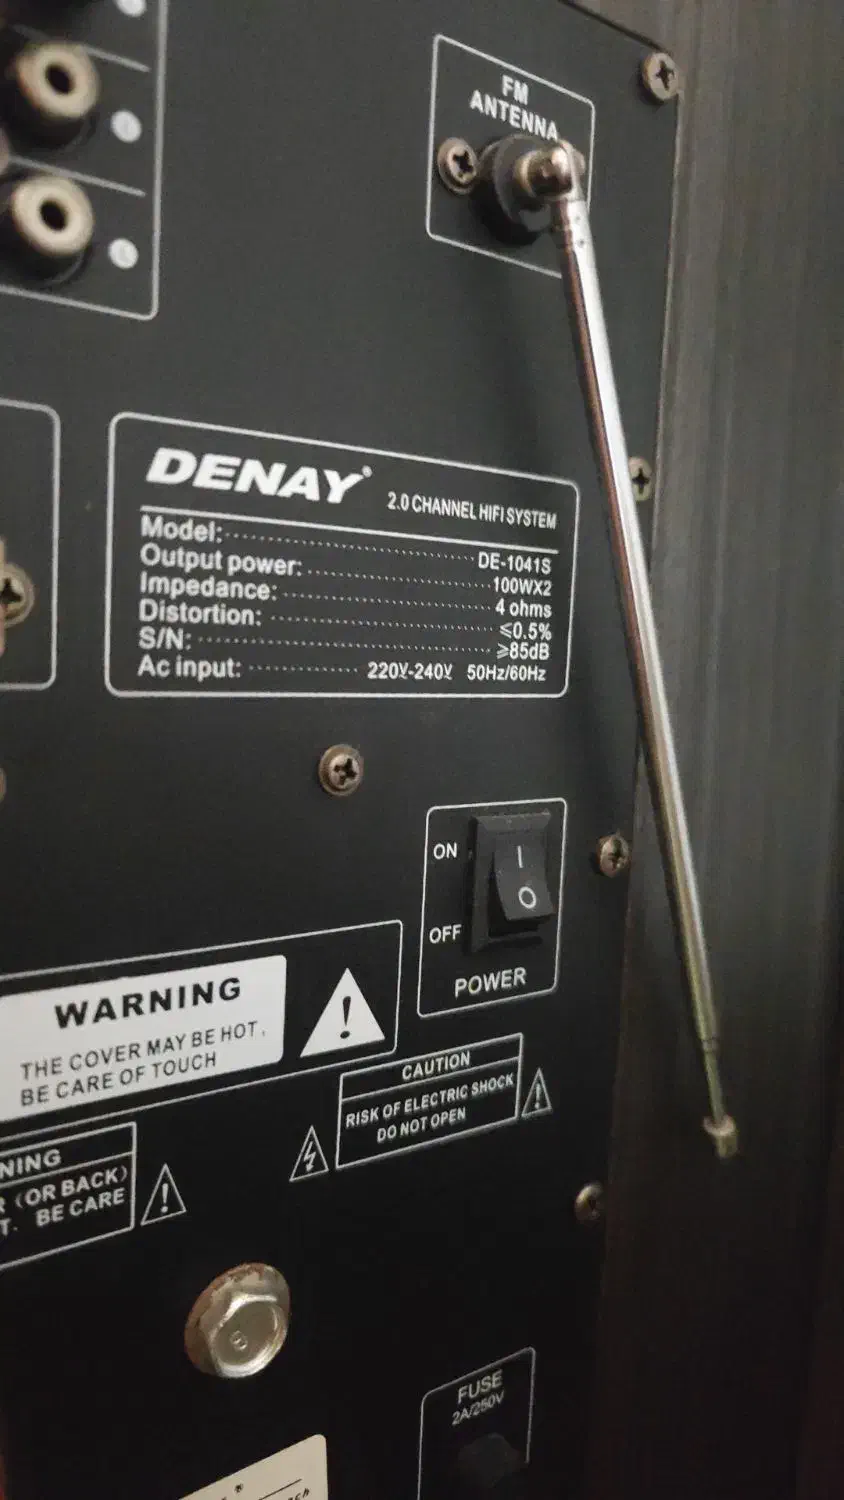 FM
ANTENNA
DENAY®
2.0 CHANNEL HIFI SYSTEM
Model: DE-1041S
Output power: 100WX2
Impedance: 4 ohms
Distortion: ≤0.5%
S/N: ≥85dB
Ac input: 220V-240V 50Hz/60Hz
ON
I
O
OFF
POWER
WARNING
!
THE COVER MAY BE HOT.
BE CARE OF TOUCH
CAUTION
RISK OF ELECTRIC SHOCK
DO NOT OPEN
!
(OR BACK)
BE CARE
!
FUSE
2A/250V